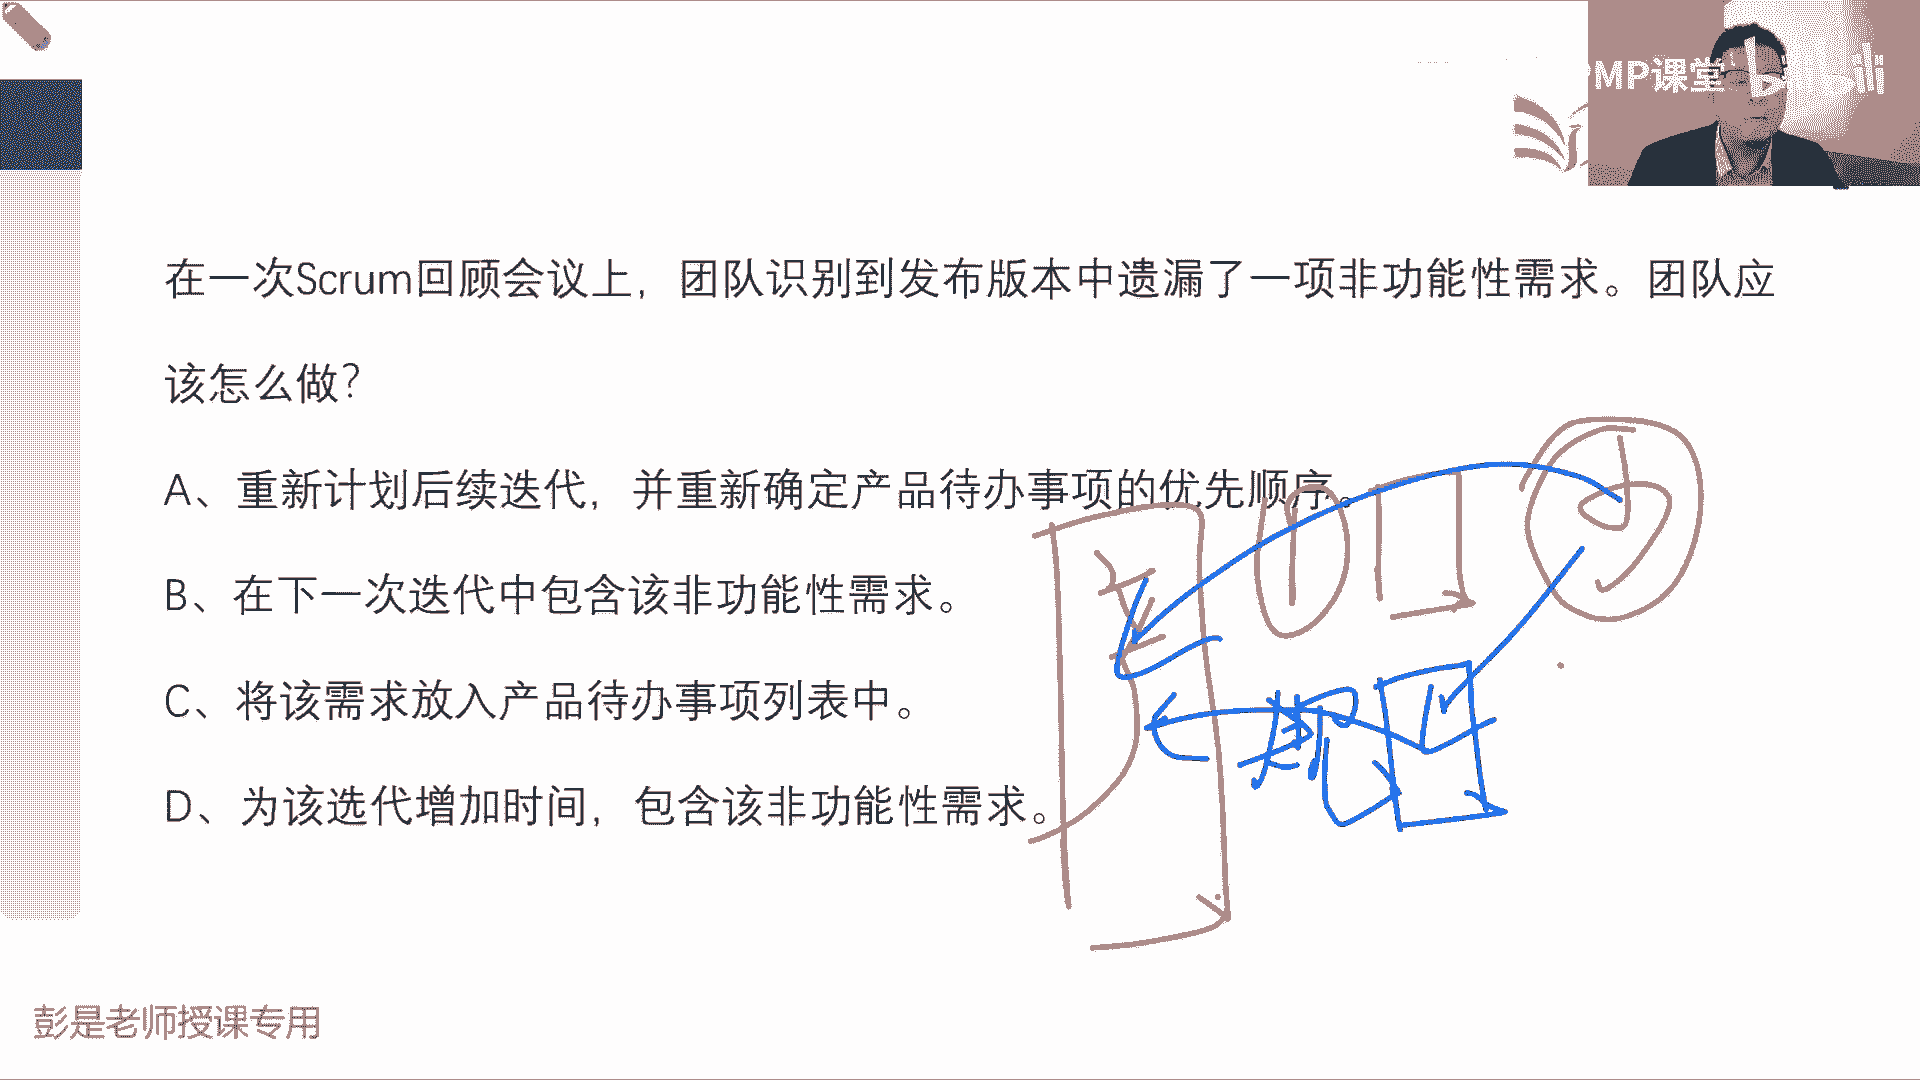 PMP课堂 bilibili
在一次Scrum回顾会议上，团队识别到发布版本中遗漏了一项非功能性需求。团队应
该怎么做？
A、重新计划后续迭代，并重新确定产品待办事项的优先顺序。
B、在下一次迭代中包含该非功能性需求。
C、将该需求放入产品待办事项列表中。
D、为该选代增加时间，包含该非功能性需求。
彭是老师授课专用